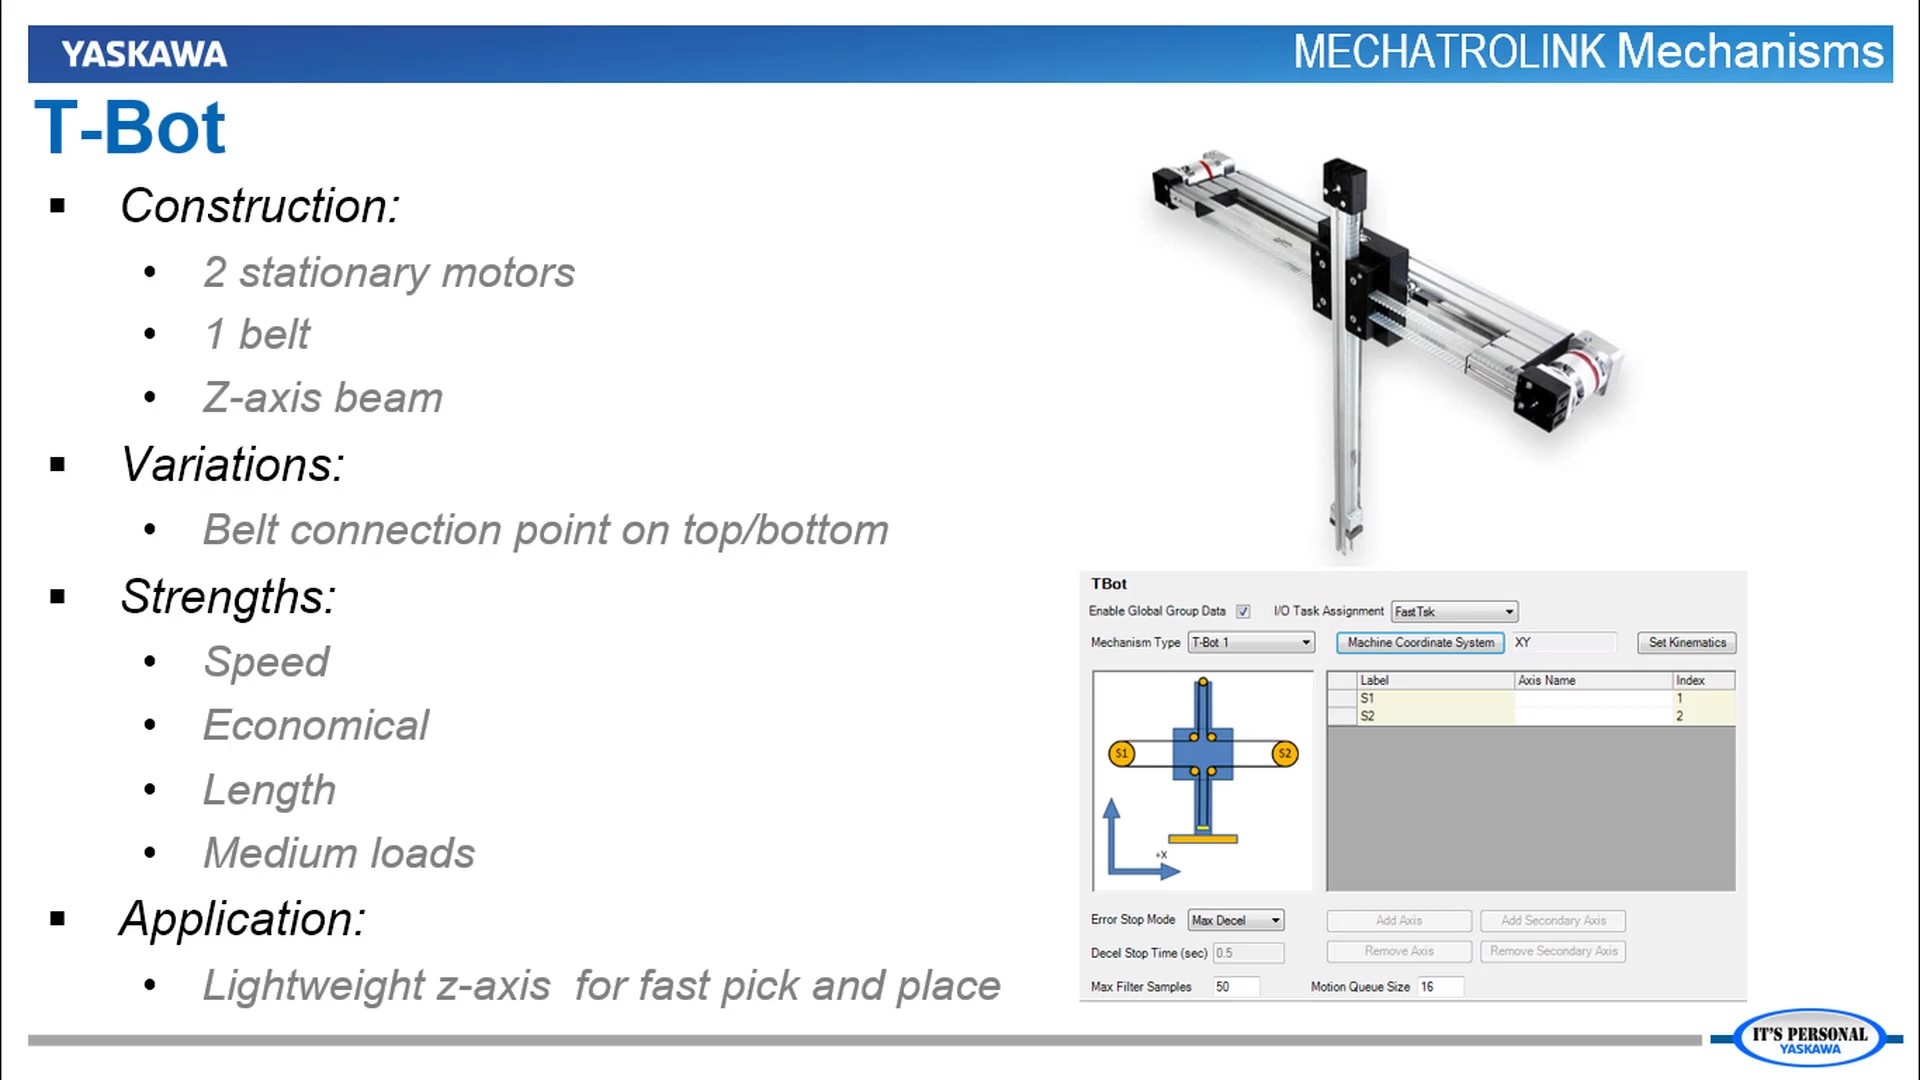 YASKAWA
MECHATROLINK Mechanisms
T-Bot
Construction:
2 stationary motors
1 belt
Z-axis beam
Variations:
Belt connection point on top/bottom
Strengths:
Speed
Economical
Length
Medium loads
Application:
Lightweight z-axis for fast pick and place
TBot
Enable Global Group Data
I/O Task Assignment FastTsk
Mechanism Type T-Bot 1
Machine Coordinate System XY
Set Kinematics
Label Axis Name Index
S1 1
S2 2
S1 S2
+X
Error Stop Mode Max Decel
Add Axis Add Secondary Axis
Decel Stop Time (sec) 0.5
Remove Axis Remove Secondary Axis
Max Filter Samples 50
Motion Queue Size 16
IT'S PERSONAL
YASKAWA